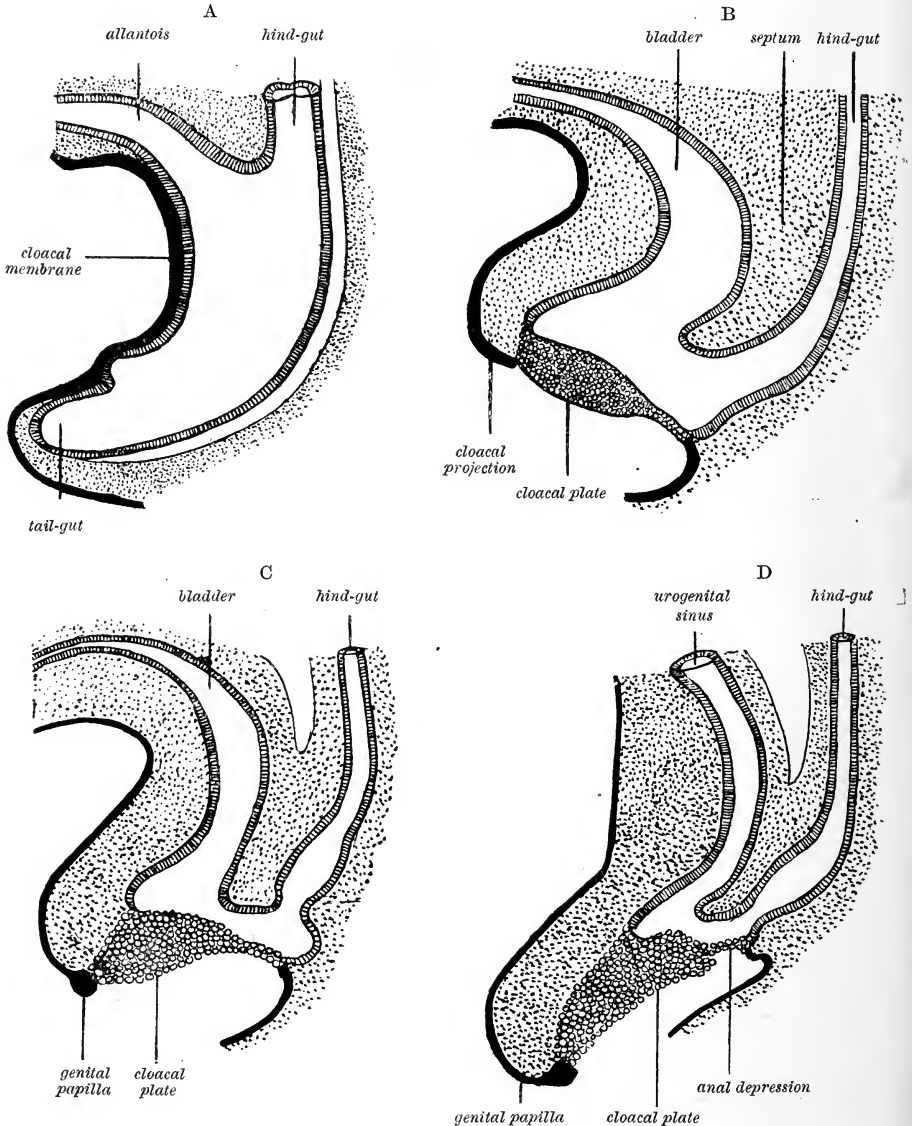 A
allantois
hind-gut
cloacal
membrane
tail-gut
B
bladder
septum
hind-gut
cloacal
projection
cloacal plate
C
bladder
hind-gut
genital
papilla
cloacal
plate
D
urogenital
sinus
hind-gut
anal depression
genital papilla
cloacal plate